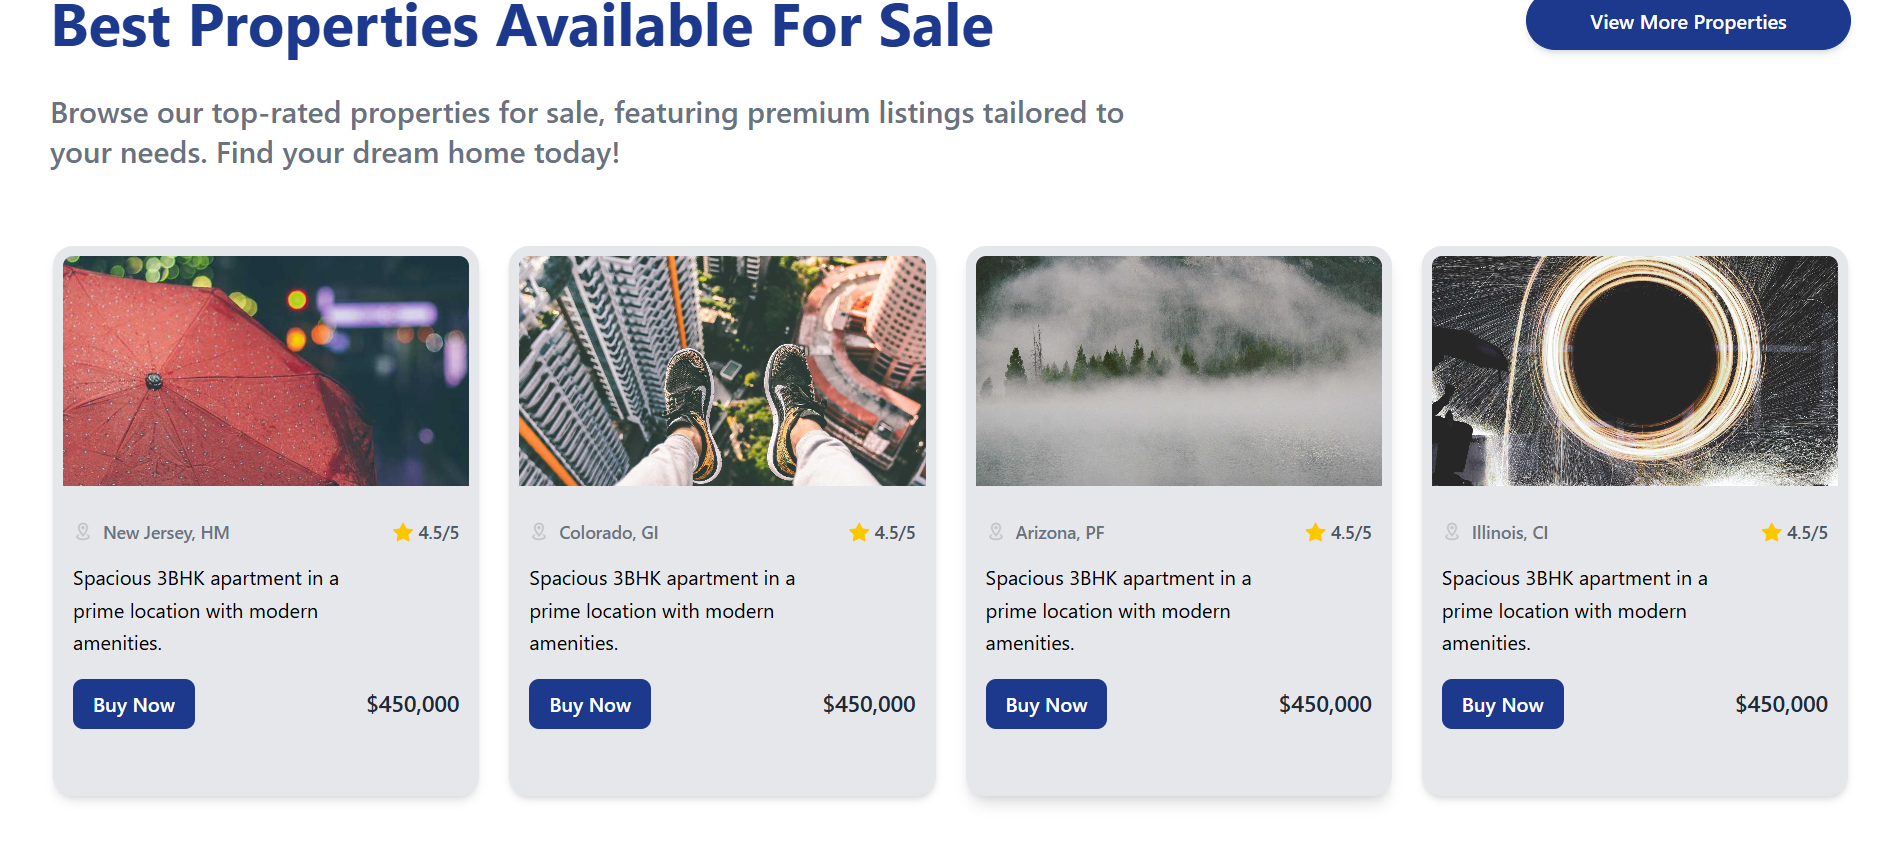 Best Properties Available For Sale
View More Properties
Browse our top-rated properties for sale, featuring premium listings tailored to
your needs. Find your dream home today!
New Jersey, HM
4.5/5
Spacious 3BHK apartment in a
prime location with modern
amenities.
Buy Now
$450,000
Colorado, GI
4.5/5
Spacious 3BHK apartment in a
prime location with modern
amenities.
Buy Now
$450,000
Arizona, PF
4.5/5
Spacious 3BHK apartment in a
prime location with modern
amenities.
Buy Now
$450,000
Illinois, CI
4.5/5
Spacious 3BHK apartment in a
prime location with modern
amenities.
Buy Now
$450,000